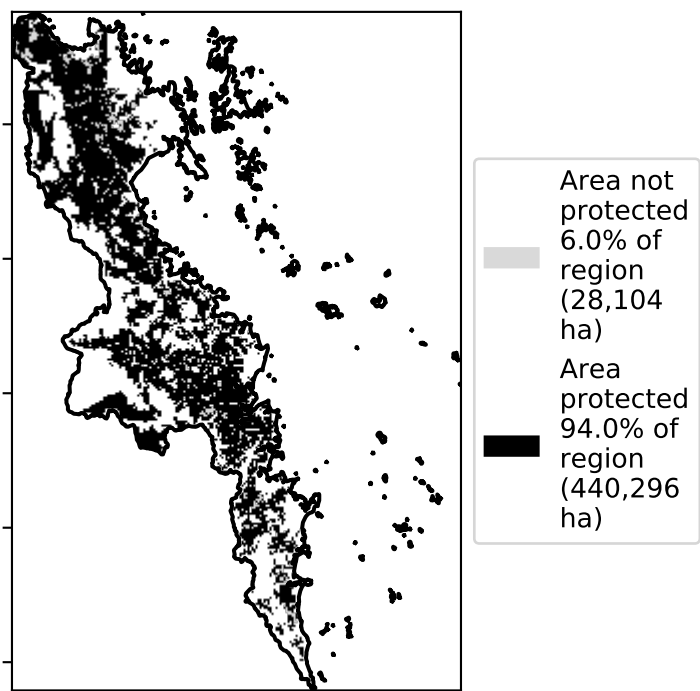 Area not
protected
6.0% of
region
(28,104
ha)
Area
protected
94.0% of
region
(440,296
ha)